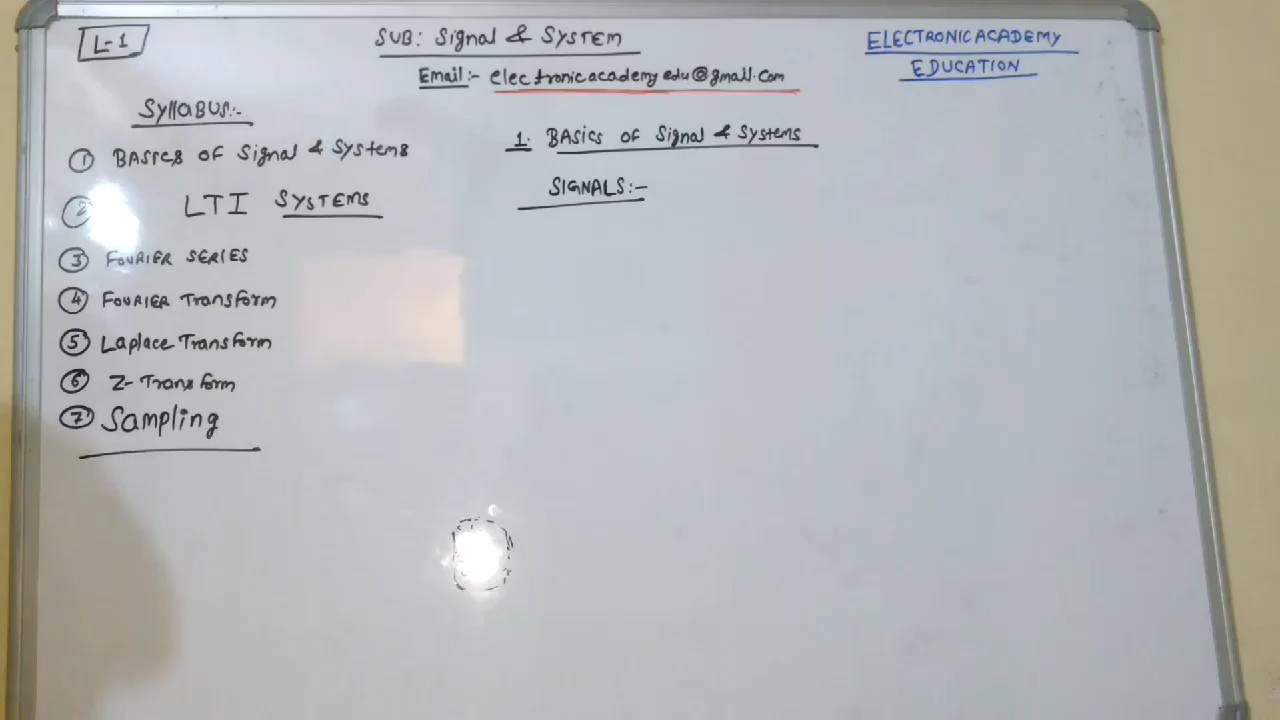 L-1
SUB: Signal & SYSTEM
ELECTRONIC ACADEMY
EDUCATION
Email:- electronicacademyedu@gmail.com
Syllabus:-
1 BASICS OF Signal & Systems
2 LTI SYSTEMS
3 FOURIER SERIES
4 FOURIER Transform
5 Laplace Transform
6 Z-Transform
7 Sampling
1. BASICS OF Signal & Systems
SIGNALS:-